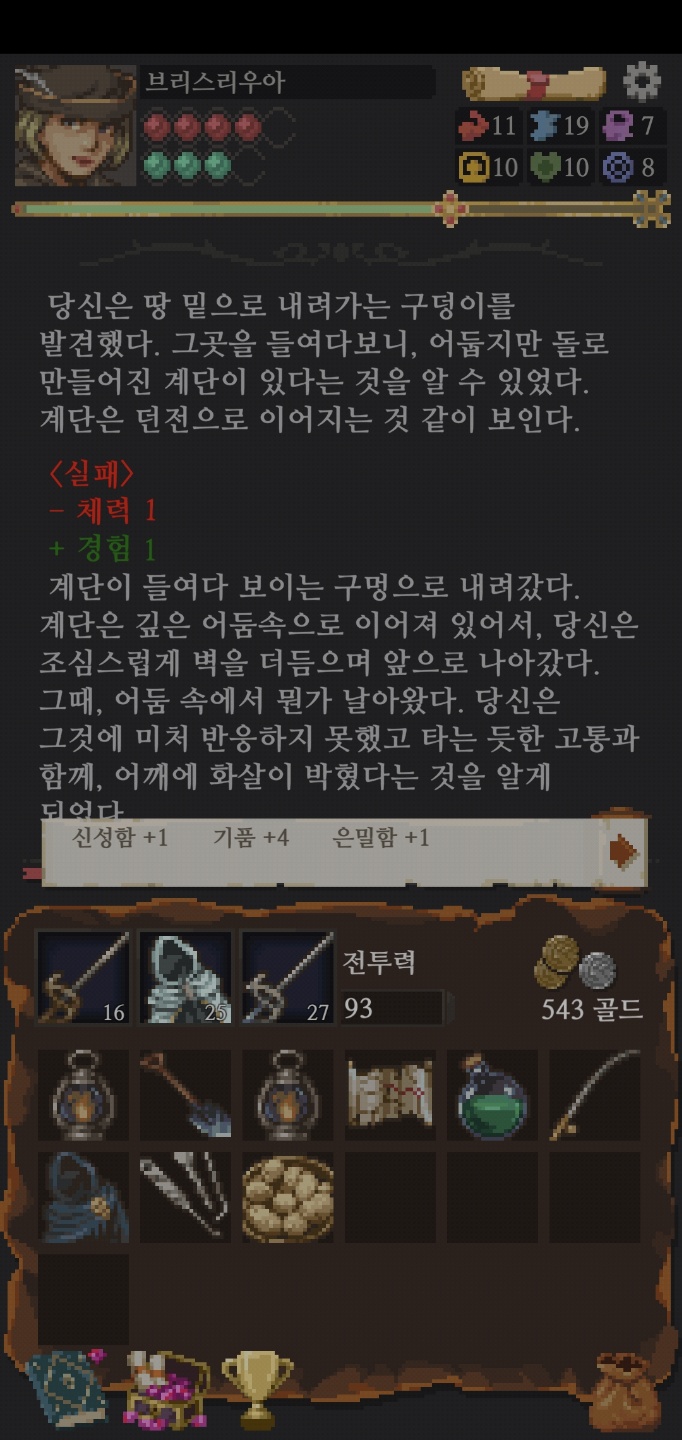 브리스리우아
11 19 7
10 10 8
당신은 땅 밑으로 내려가는 구덩이를
발견했다. 그곳을 들여다보니, 어둡지만 돌로
만들어진 계단이 있다는 것을 알 수 있었다.
계단은 던전으로 이어지는 것 같이 보인다.
〈실패〉
- 체력 1
+ 경험 1
계단이 들여다 보이는 구멍으로 내려갔다.
계단은 깊은 어둠속으로 이어져 있어서, 당신은
조심스럽게 벽을 더듬으며 앞으로 나아갔다.
그때, 어둠 속에서 뭔가 날아왔다. 당신은
그것에 미처 반응하지 못했고 타는 듯한 고통과
함께, 어깨에 화살이 박혔다는 것을 알게
되었다
신성함 +1 기품 +4 은밀함 +1
전투력
16 25 27 93 543 골드